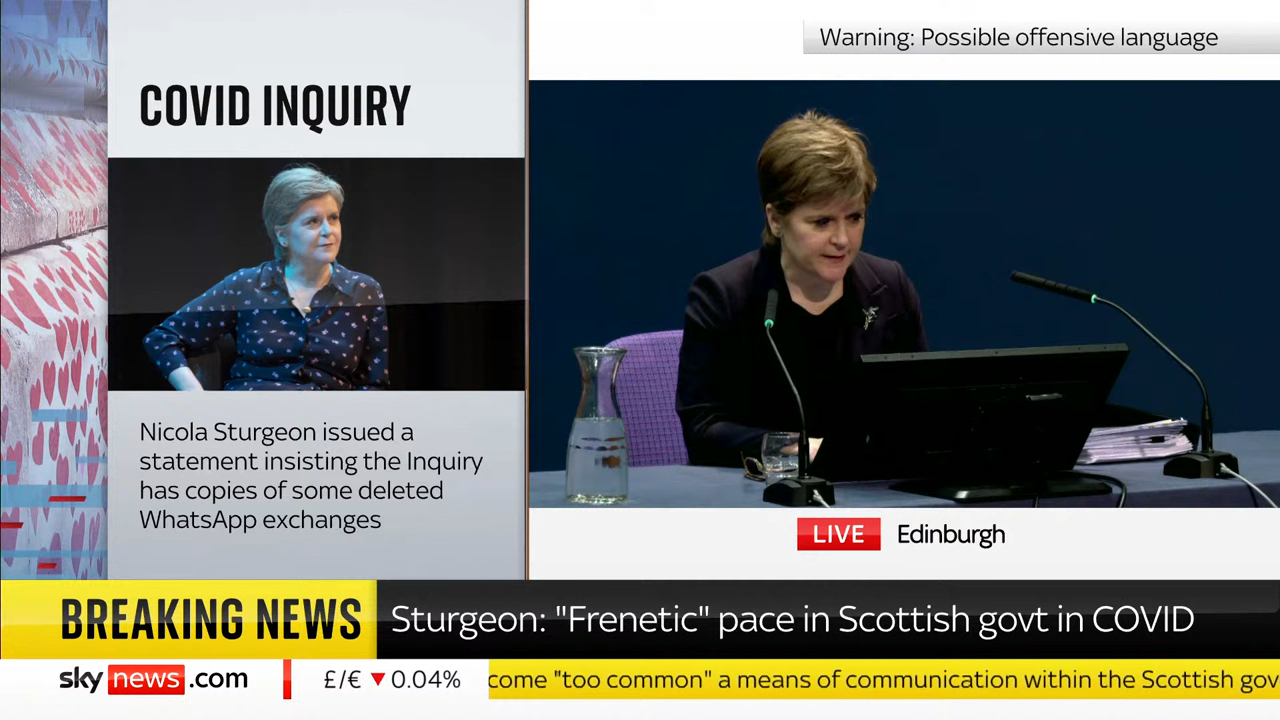 Warning: Possible offensive language
COVID INQUIRY
Nicola Sturgeon issued a
statement insisting the Inquiry
has copies of some deleted
WhatsApp exchanges
LIVE Edinburgh
BREAKING NEWS
Sturgeon: "Frenetic" pace in Scottish govt in COVID
sky news.com
£/€ ▼ 0.04%
come "too common" a means of communication within the Scottish gov